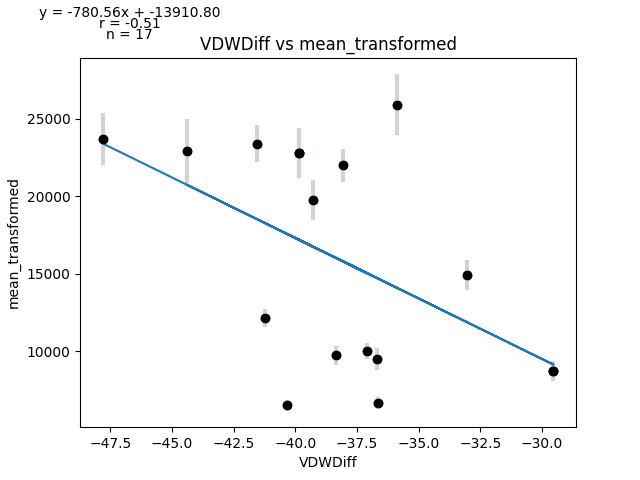 y = -780.56x + -13910.80
r = -0.51
n = 17
VDWDiff vs mean_transformed
mean_transformed
25000
20000
15000
10000
−47.5 −45.0 −42.5 −40.0 −37.5 −35.0 −32.5 −30.0
VDWDiff